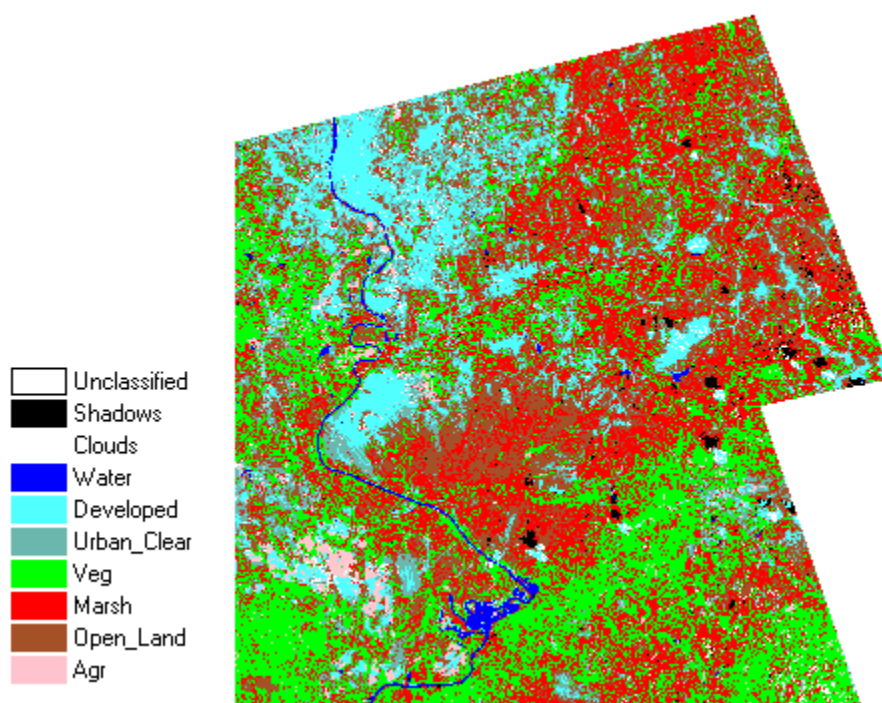 Unclassified
Shadows
Clouds
Water
Developed
Urban_Clear
Veg
Marsh
Open_Land
Agr